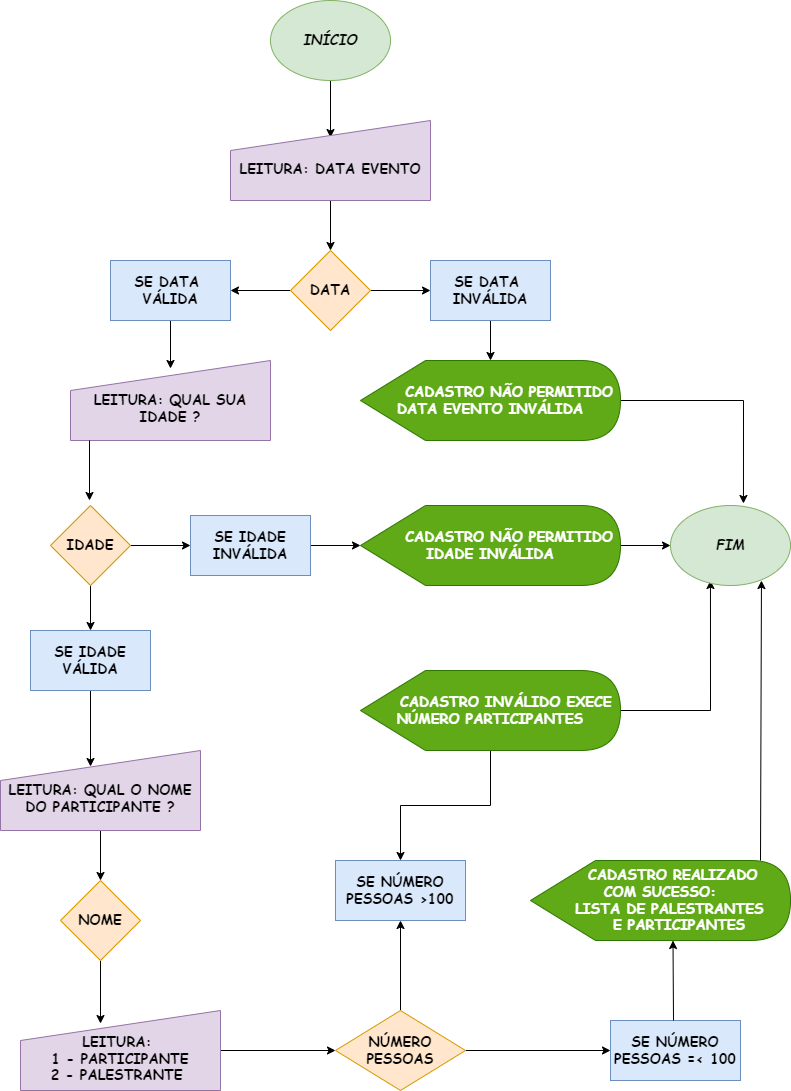 INÍCIO
LEITURA: DATA EVENTO
SE DATA
VÁLIDA
DATA
SE DATA
INVÁLIDA
LEITURA: QUAL SUA
IDADE ?
CADASTRO NÃO PERMITIDO
DATA EVENTO INVÁLIDA
IDADE
SE IDADE
INVÁLIDA
CADASTRO NÃO PERMITIDO
IDADE INVÁLIDA
FIM
SE IDADE
VÁLIDA
CADASTRO INVÁLIDO EXECE
NÚMERO PARTICIPANTES
LEITURA: QUAL O NOME
DO PARTICIPANTE ?
NOME
SE NÚMERO
PESSOAS >100
CADASTRO REALIZADO
COM SUCESSO:
LISTA DE PALESTRANTES
E PARTICIPANTES
LEITURA:
1 - PARTICIPANTE
2 - PALESTRANTE
NÚMERO
PESSOAS
SE NÚMERO
PESSOAS =< 100